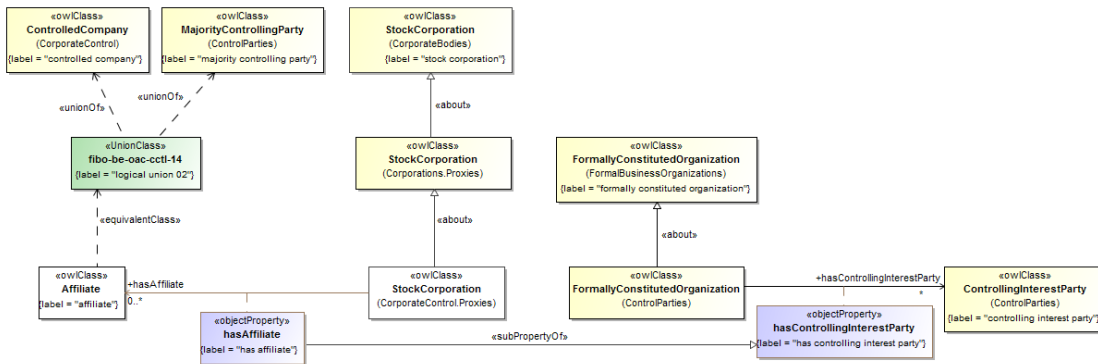 «owlClass»
ControlledCompany
(CorporateControl)
{label = "controlled company"}
«owlClass»
MajorityControllingParty
(ControlParties)
{label = "majority controlling party"}
«owlClass»
StockCorporation
(CorporateBodies)
{label = "stock corporation"}
«unionOf»
«unionOf»
«about»
«UnionClass»
fibo-be-oac-cctl-14
{label = "logical union 02"}
«owlClass»
StockCorporation
(Corporations.Proxies)
«owlClass»
FormallyConstitutedOrganization
(FormalBusinessOrganizations)
{label = "formally constituted organization"}
«equivalentClass»
«about»
«about»
«owlClass»
Affiliate
{label = "affiliate"}
+hasAffiliate
0..*
«owlClass»
StockCorporation
(CorporateControl.Proxies)
«owlClass»
FormallyConstitutedOrganization
(ControlParties)
+hasControllingInterestParty
*
«owlClass»
ControllingInterestParty
(ControlParties)
{label = "controlling interest party"}
«objectProperty»
hasAffiliate
{label = "has affiliate"}
«subPropertyOf»
«objectProperty»
hasControllingInterestParty
{label = "has controlling interest party"}